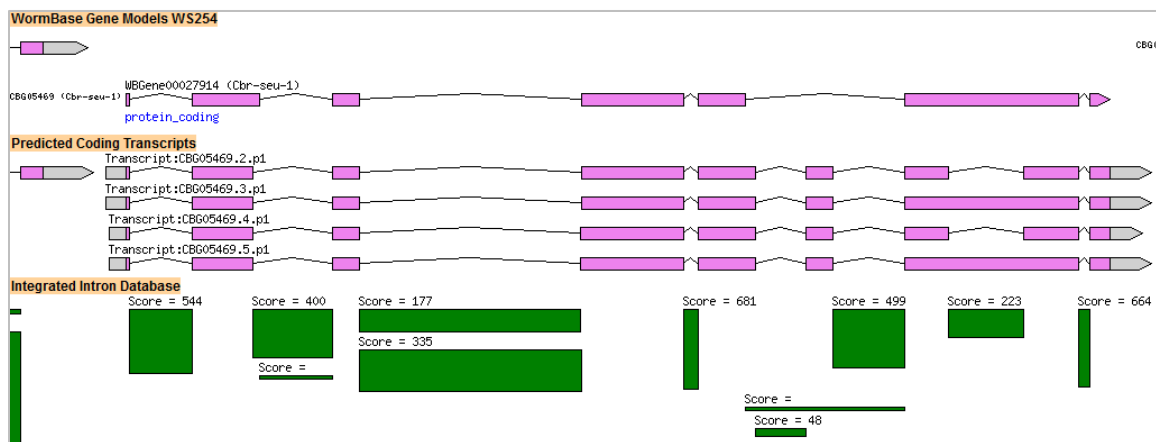 WormBase Gene Models WS254
CBG0
WBGene00027914 (Cbr-seu-1)
CBG05469 (Cbr-seu-1)
protein_coding
Predicted Coding Transcripts
Transcript:CBG05469.2.p1
Transcript:CBG05469.3.p1
Transcript:CBG05469.4.p1
Transcript:CBG05469.5.p1
Integrated Intron Database
Score = 544 Score = 400 Score = 177 Score = 681 Score = 499 Score = 223 Score = 664
Score = 335
Score =
Score =
Score = 48